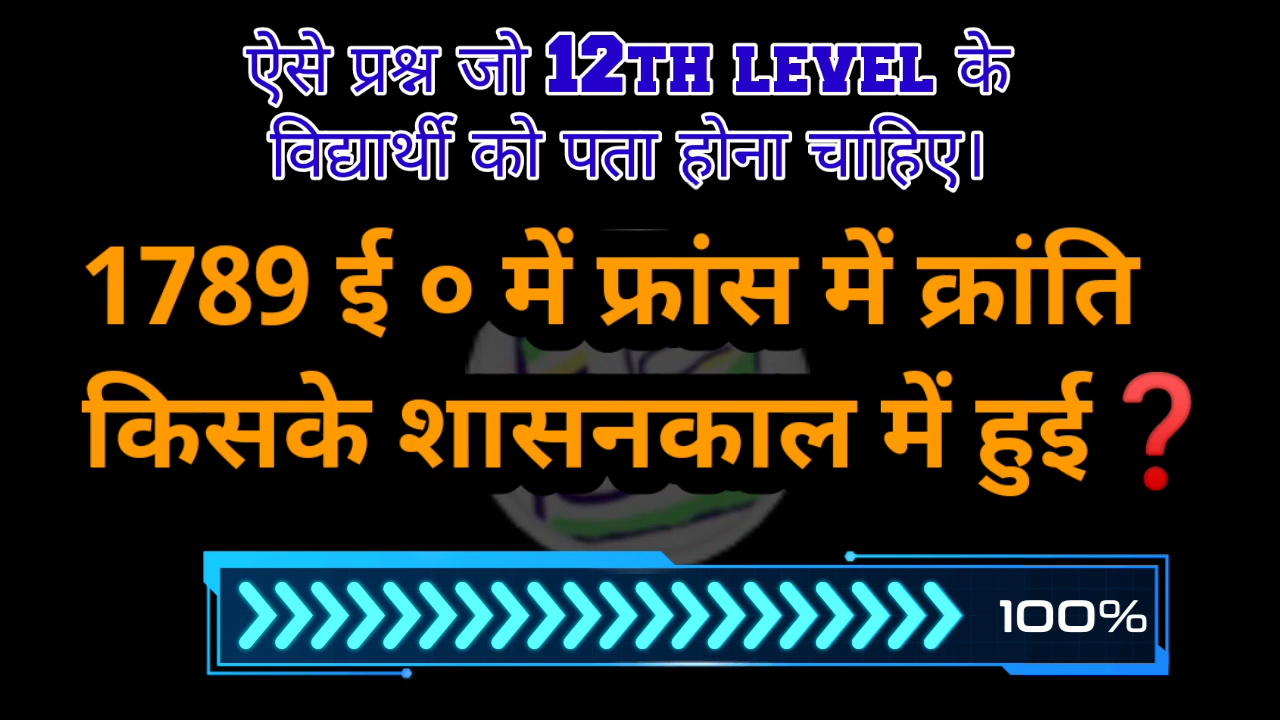 ऐसे प्रश्न जो 12TH LEVEL के
विद्यार्थी को पता होना चाहिए।
1789 ई ० में फ्रांस में क्रांति
किसके शासनकाल में हुई❓
100%